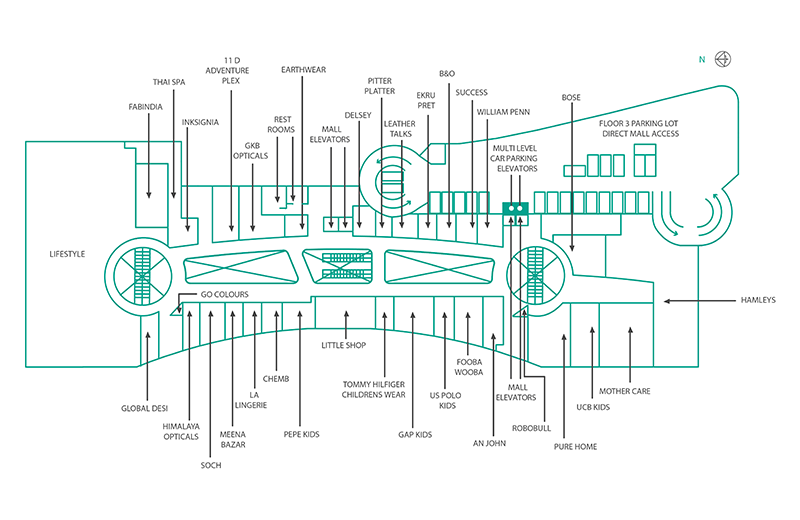 N
B&O
11 D
ADVENTURE
PLEX
EARTHWEAR
THAI SPA
PITTER
PLATTER
EKRU
PRET
SUCCESS
BOSE
FABINDIA
INKSIGNIA
REST
ROOMS
MALL
ELEVATORS
DELSEY
LEATHER
TALKS
WILLIAM PENN
FLOOR 3 PARKING LOT
DIRECT MALL ACCESS
GKB
OPTICALS
MULTI LEVEL
CAR PARKING
ELEVATORS
LIFESTYLE
GO COLOURS
HAMLEYS
LITTLE SHOP
FOOBA
WOOBA
CHEMB
TOMMY HILFIGER
CHILDRENS WEAR
MALL
ELEVATORS
MOTHER CARE
LA
LINGERIE
US POLO
KIDS
GLOBAL DESI
UCB KIDS
HIMALAYA
OPTICALS
MEENA
BAZAR
PEPE KIDS
GAP KIDS
AN JOHN
ROBOBULL
PURE HOME
SOCH